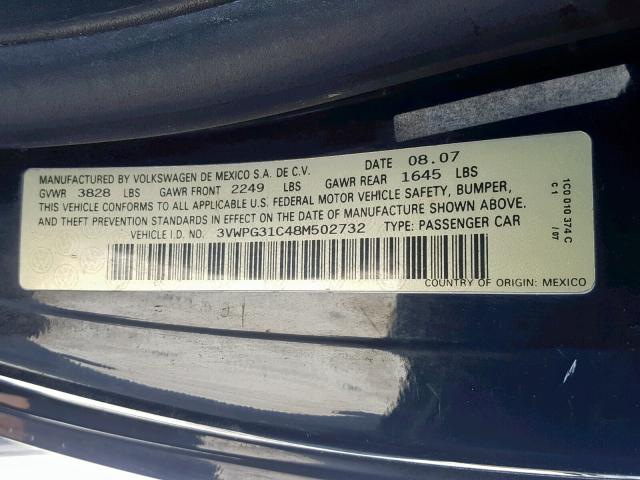 MANUFACTURED BY VOLKSWAGEN DE MEXICO S.A. DE C.V. DATE 08.07
GVWR 3828 LBS GAWR FRONT 2249 LBS GAWR REAR 1645 LBS
THIS VEHICLE CONFORMS TO ALL APPLICABLE U.S. FEDERAL MOTOR VEHICLE SAFETY, BUMPER,
AND THEFT PREVENTION STANDARDS IN EFFECT ON THE DATE OF MANUFACTURE SHOWN ABOVE.
VEHICLE I.D. NO. 3VWPG31C48M502732 TYPE: PASSENGER CAR
COUNTRY OF ORIGIN: MEXICO
1C0 010 374 C
C1 /07